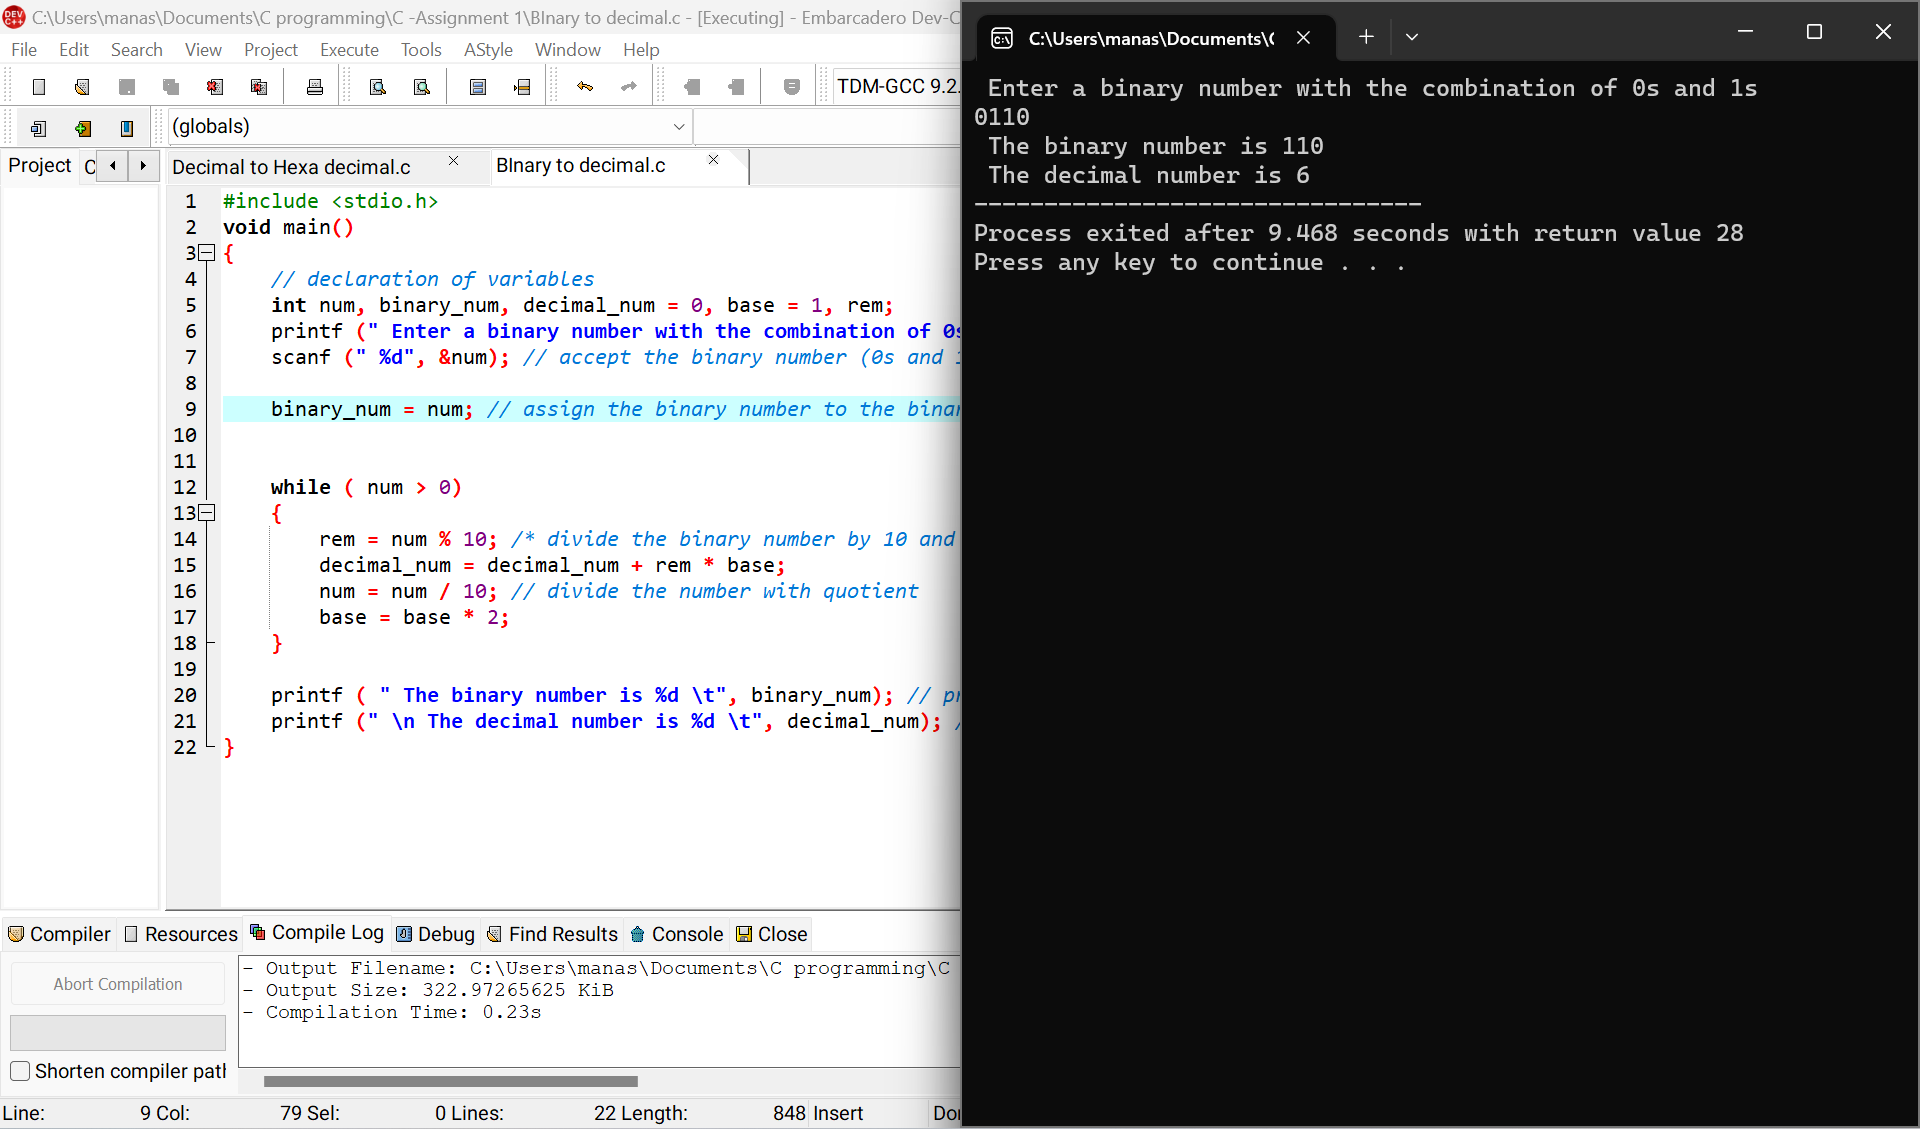 C:\Users\manas\Documents\C programming\C -Assignment 1\BInary to decimal.c - [Executing] - Embarcadero Dev-C
File Edit Search View Project Execute Tools AStyle Window Help
TDM-GCC 9.2.
(globals)
Project C
Decimal to Hexa decimal.c
BInary to decimal.c
1 #include <stdio.h>
2 void main()
3 {
4 // declaration of variables
5 int num, binary_num, decimal_num = 0, base = 1, rem;
6 printf (" Enter a binary number with the combination of 0s
7 scanf (" %d", &num); // accept the binary number (0s and 1
8
9 binary_num = num; // assign the binary number to the binar
10
11
12 while ( num > 0)
13 {
14 rem = num % 10; /* divide the binary number by 10 and
15 decimal_num = decimal_num + rem * base;
16 num = num / 10; // divide the number with quotient
17 base = base * 2;
18 }
19
20 printf ( " The binary number is %d \t", binary_num); // pr
21 printf (" \n The decimal number is %d \t", decimal_num); /
22 }
Compiler Resources Compile Log Debug Find Results Console Close
Abort Compilation
Shorten compiler path
- Output Filename: C:\Users\manas\Documents\C programming\C
- Output Size: 322.97265625 KiB
- Compilation Time: 0.23s
Line: 9 Col: 79 Sel: 0 Lines: 22 Length: 848 Insert Don
C:\Users\manas\Documents\(
Enter a binary number with the combination of 0s and 1s
0110
The binary number is 110
The decimal number is 6
--------------------------------
Process exited after 9.468 seconds with return value 28
Press any key to continue . . .